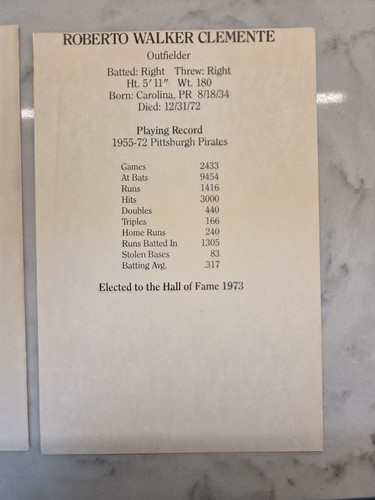 ROBERTO WALKER CLEMENTE
Outfielder
Batted: Right Threw: Right
Ht. 5'11" Wt. 180
Born: Carolina, PR 8/18/34
Died: 12/31/72
Playing Record
1955-72 Pittsburgh Pirates
Games 2433
At Bats 9454
Runs 1416
Hits 3000
Doubles 440
Triples 166
Home Runs 240
Runs Batted In 1305
Stolen Bases 83
Batting Avg. .317
Elected to the Hall of Fame 1973